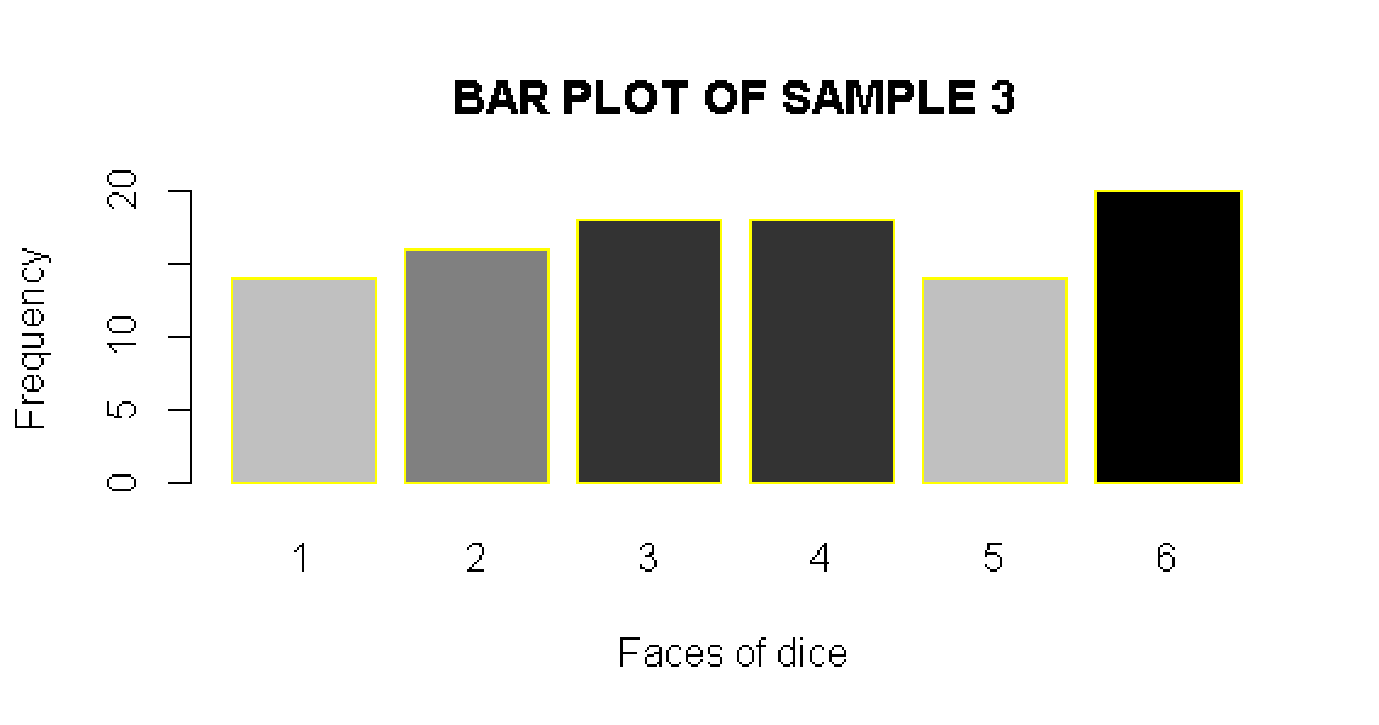 BAR PLOT OF SAMPLE 3
Frequency
20
10
5
0
1 2 3 4 5 6
Faces of dice